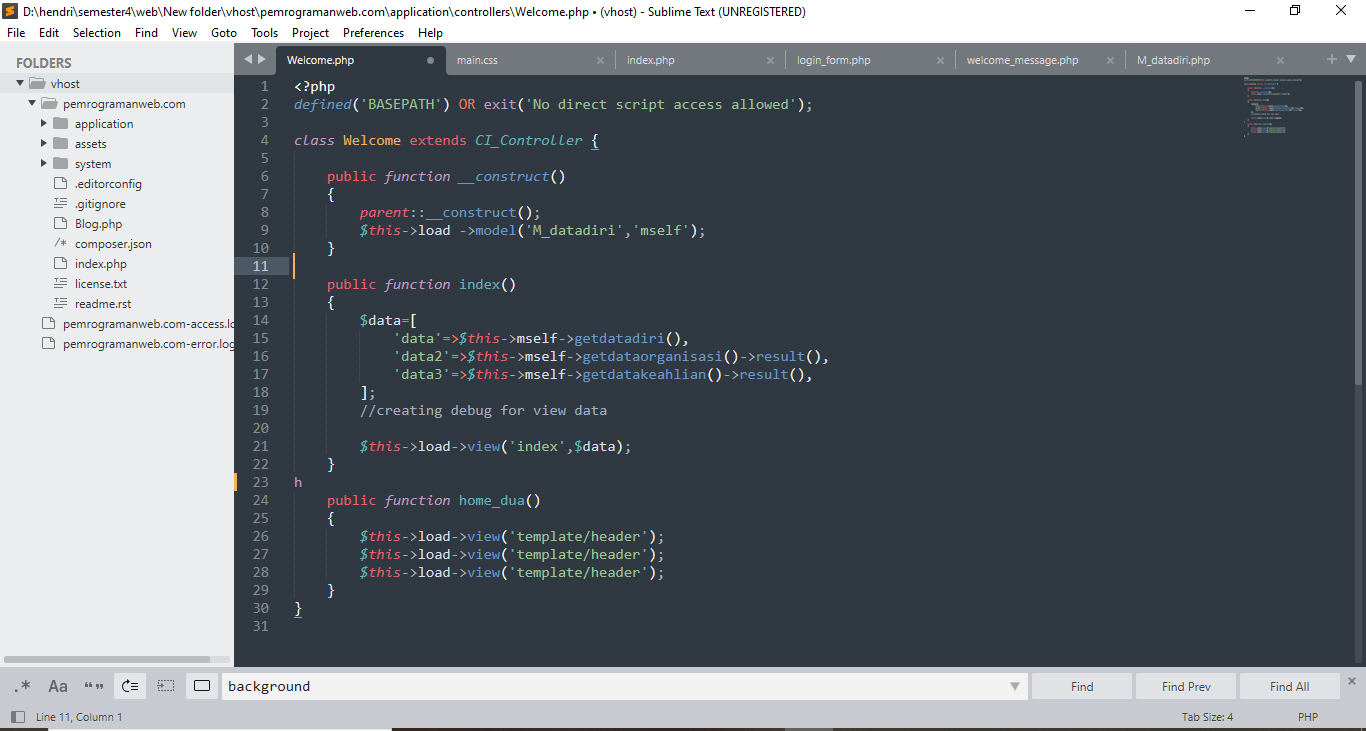 D:\hendri\semester4\web\New folder\vhost\pemrogramanweb.com\application\controllers\Welcome.php • (vhost) - Sublime Text (UNREGISTERED)
File Edit Selection Find View Goto Tools Project Preferences Help
FOLDERS
vhost
pemrogramanweb.com
application
assets
system
.editorconfig
.gitignore
Blog.php
/* composer.json
index.php
license.txt
readme.rst
pemrogramanweb.com-access.lo
pemrogramanweb.com-error.log
Welcome.php main.css index.php login_form.php welcome_message.php M_datadiri.php
1 <?php
2 defined('BASEPATH') OR exit('No direct script access allowed');
3
4 class Welcome extends CI_Controller {
5
6 public function __construct()
7 {
8 parent::__construct();
9 $this->load ->model('M_datadiri','mself');
10 }
11
12 public function index()
13 {
14 $data=[
15 'data'=>$this->mself->getdatadiri(),
16 'data2'=>$this->mself->getdataorganisasi()->result(),
17 'data3'=>$this->mself->getdatakeahlian()->result(),
18 ];
19 //creating debug for view data
20
21 $this->load->view('index',$data);
22 }
23 h
24 public function home_dua()
25 {
26 $this->load->view('template/header');
27 $this->load->view('template/header');
28 $this->load->view('template/header');
29 }
30 }
31
.* Aa “ ” background Find Find Prev Find All
Line 11, Column 1 Tab Size: 4 PHP